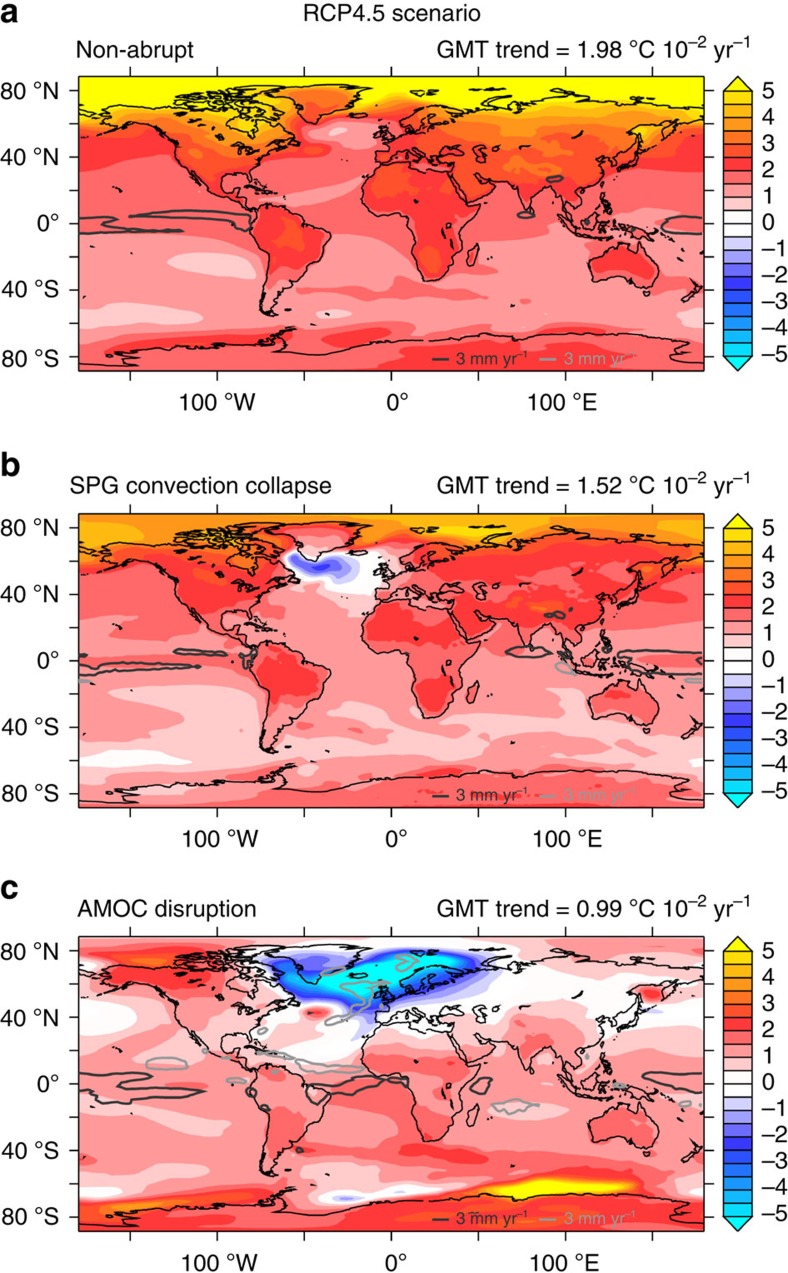 a
RCP4.5 scenario
Non-abrupt
GMT trend = 1.98 °C 10⁻² yr⁻¹
80 °N
40 °N
0°
40 °S
80 °S
3 mm yr⁻¹
3 mm yr
100 °W
0°
100 °E
5
4
3
2
1
0
−1
−2
−3
−4
−5
b
SPG convection collapse
GMT trend = 1.52 °C 10⁻² yr⁻¹
80 °N
40 °N
0°
40 °S
80 °S
3 mm yr⁻¹
3 mm yr⁻¹
100 °W
0°
100 °E
5
4
3
2
1
0
−1
−2
−3
−4
−5
c
AMOC disruption
GMT trend = 0.99 °C 10⁻² yr⁻¹
80 °N
40 °N
0°
40 °S
80 °S
3 mm yr⁻¹
3 mm yr⁻¹
100 °W
0°
100 °E
5
4
3
2
1
0
−1
−2
−3
−4
−5